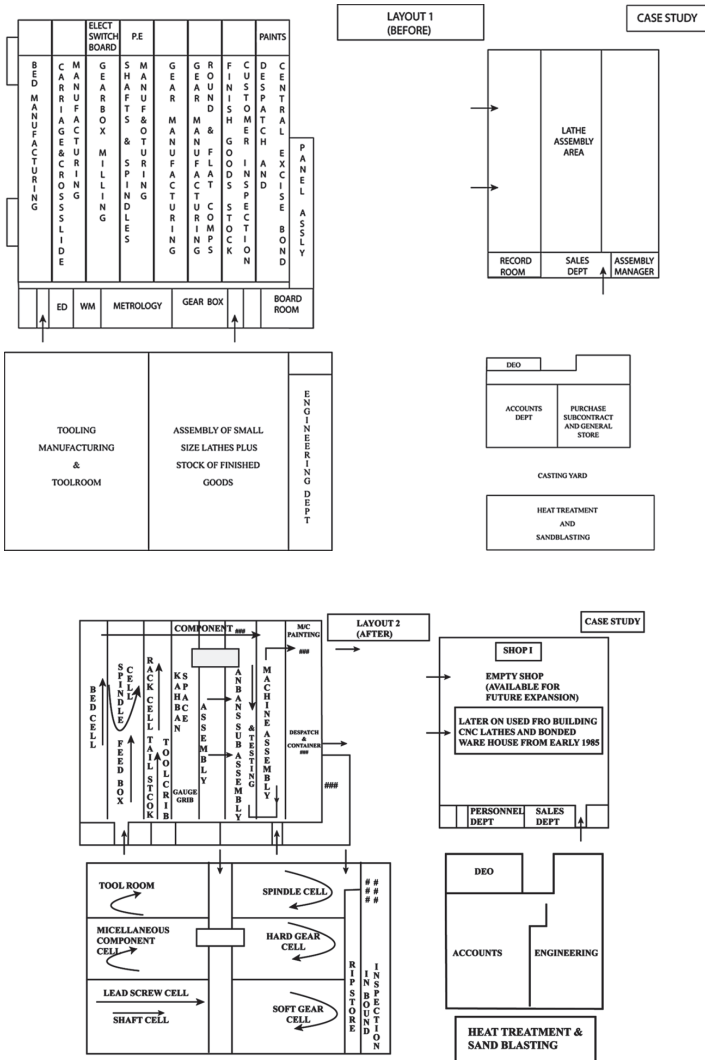 LAYOUT 1
(BEFORE)
CASE STUDY
ELECT
SWITCH
BOARD
P.E
PAINTS
BED MANUFACTURING
CARRIAGE&CROSSSLIDE
MANUFACTURING
GEARBOX MILLING
SHAFTS & SPINDLES
MANUF&OTURING
GEAR MANUFACTURING
GEAR MANUFACTURING
ROUND & FLAT COMPS
FINISH GOODS STOCK
CUSTOMER INSPECTION
DESPATCH AND
CENTRAL EXCISE BOND
PANEL ASSLY
ED
WM
METROLOGY
GEAR BOX
BOARD
ROOM
LATHE
ASSEMBLY
AREA
RECORD
ROOM
SALES
DEPT
ASSEMBLY
MANAGER
TOOLING
MANUFACTURING
&
TOOLROOM
ASSEMBLY OF SMALL
SIZE LATHES PLUS
STOCK OF FINISHED
GOODS
ENGINEERING DEPT
DEO
ACCOUNTS
DEPT
PURCHASE
SUBCONTRACT
AND GENERAL
STORE
CASTING YARD
HEAT TREATMENT
AND
SANDBLASTING
LAYOUT 2
(AFTER)
CASE STUDY
COMPONENT ###
M/C
PAINTING
###
BED CELL
SPINDLE
CELL
FEED BOX
RACK CELL
TAIL STCOK
TOOLCRIB
KAHBAN
SPACE
GAUGE
GRIB
ASSEMBLY
ANBANS SUB ASSEMBLY
& TESTING
MACHINE ASSEMBLY
DESPATCH
&
CONTAINER
###
###
SHOP I
EMPTY SHOP
(AVAILABLE FOR
FUTURE EXPANSION)
LATER ON USED FRO BUILDING
CNC LATHES AND BONDED
WARE HOUSE FROM EARLY 1985
PERSONNEL
DEPT
SALES
DEPT
TOOL ROOM
SPINDLE CELL
## 
##
##
MICELLANEOUS
COMPONENT
CELL
HARD GEAR
CELL
LEAD SCREW CELL
SHAFT CELL
SOFT GEAR
CELL
RIP STORE
IN BOUND
INSPECTION
DEO
ACCOUNTS
ENGINEERING
HEAT TREATMENT &
SAND BLASTING